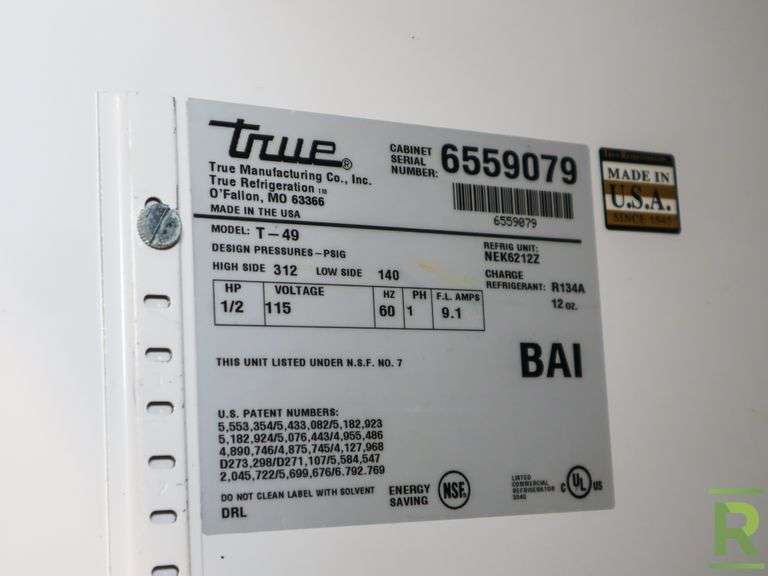 true®
True Manufacturing Co., Inc.
True Refrigeration TM
O'Fallon, MO 63366
MADE IN THE USA
CABINET
SERIAL
NUMBER: 6559079
6559079
MODEL: T-49
DESIGN PRESSURES-PSIG
HIGH SIDE 312 LOW SIDE 140
REFRIG UNIT:
NEK6212Z
CHARGE
REFRIGERANT: R134A
12 oz.
HP VOLTAGE HZ PH F.L. AMPS
1/2 115 60 1 9.1
THIS UNIT LISTED UNDER N.S.F. NO. 7
BAI
U.S. PATENT NUMBERS:
5,553,354/5,433,082/5,182,923
5,182,924/5,076,443/4,955,486
4,890,746/4,875,745/4,127,968
D273,298/D271,107/5,584,547
2,045,722/5,699,676/6.792.769
DO NOT CLEAN LABEL WITH SOLVENT
DRL
ENERGY
SAVING
NSF®
LISTED
COMMERCIAL
REFRIGERATOR
C UL US
MADE IN
U.S.A.
SINCE 1945
R